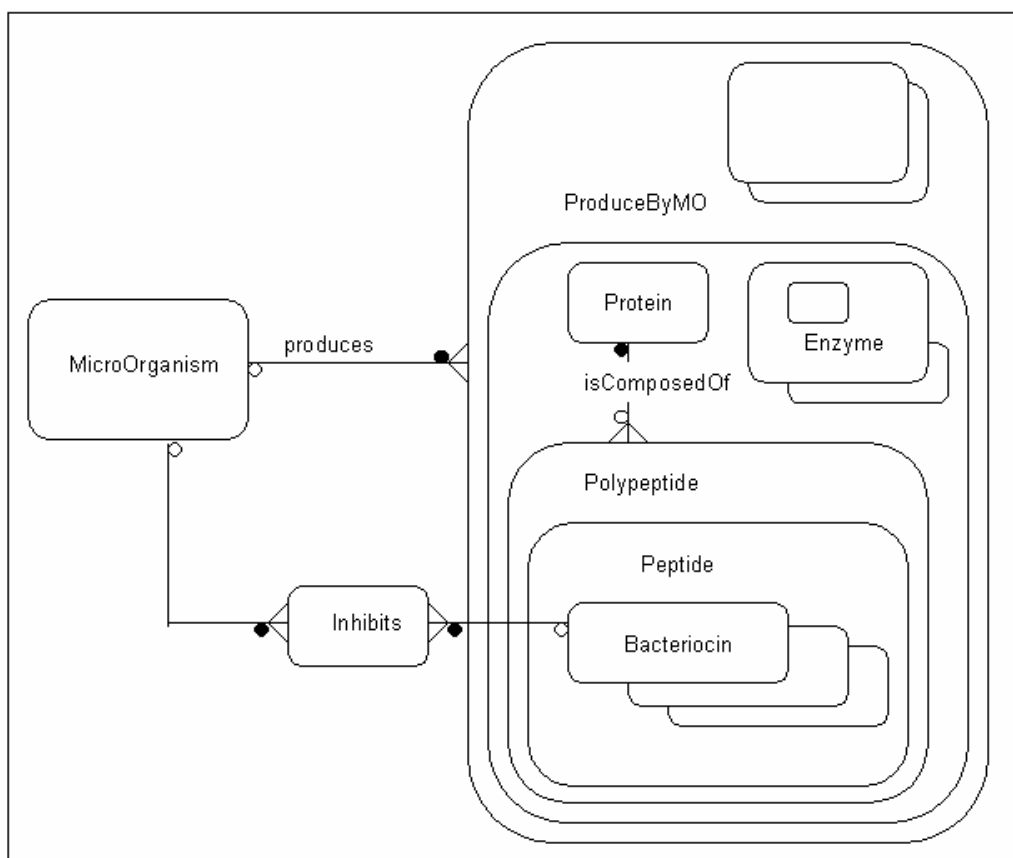 ProduceByMO
Protein
Enzyme
produces
MicroOrganism
isComposedOf
Polypeptide
Peptide
Inhibits
Bacteriocin